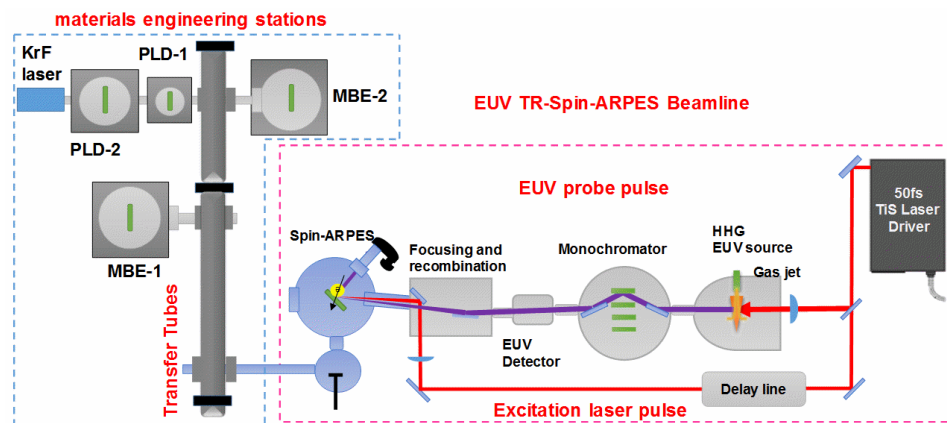 materials engineering stations
KrF
laser
PLD-1
PLD-2
MBE-2
MBE-1
Transfer Tubes
EUV TR-Spin-ARPES Beamline
EUV probe pulse
50fs
TiS Laser
Driver
Spin-ARPES
Focusing and
recombination
Monochromator
HHG
EUV source
Gas jet
e
EUV
Detector
Delay line
Excitation laser pulse